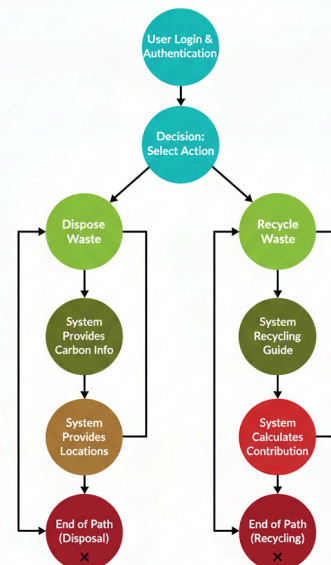 User Login &
Authentication
Decision:
Select Action
Dispose
Waste
System
Provides
Carbon Info
System
Provides
Locations
End of Path
(Disposal)
Recycle
Waste
System
Recycling
Guide
System
Calculates
Contribution
End of Path
(Recycling)